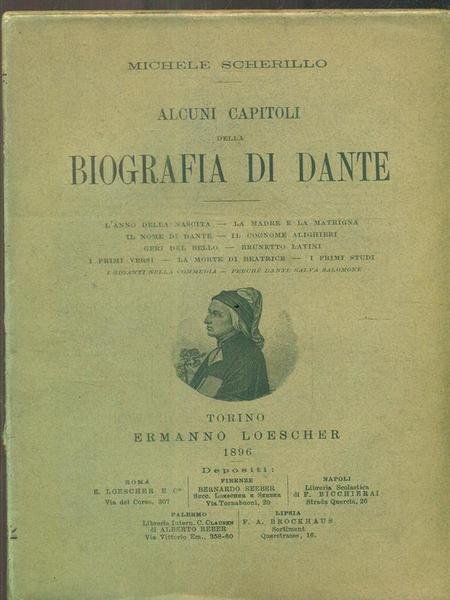 MICHELE SCHERILLO
ALCUNI CAPITOLI
DELLA
BIOGRAFIA DI DANTE
L'ANNO DELLA NASCITA — LA MADRE E LA MATRIGNA
IL NOME DI DANTE — IL COGNOME ALIGHIERI
GERI DEL BELLO — BRUNETTO LATINI
I PRIMI VERSI — LA MORTE DI BEATRICE — I PRIMI STUDI
I GIGANTI NELLA COMMEDIA — PERCHÈ DANTE SALVA SALOMONE
TORINO
ERMANNO LOESCHER
1896
Depositi:
ROMA
E. LOESCHER E Cº
Via del Corso, 307
FIRENZE
BERNARDO SEEBER
Succ. LOESCHER E SEEBER
Via Tornabuoni, 20
NAPOLI
Libreria Scolastica
di F. BICCHIERAI
Strada Quercia, 26
PALERMO
Libreria Intern. C. CLAUSEN
di ALBERTO REBER
Via Vittorio Em., 358-60
LIPSIA
F. A. BROCKHAUS
Sortiment
Querstrasse, 16.